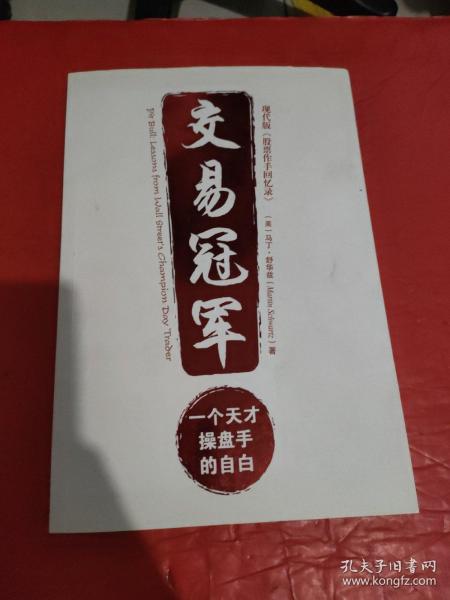 现代版《股票作手回忆录》
（美）马丁·舒华兹（Martin Schwartz）著
交易冠军
Pit Bull: Lessons from Wall Street's Champion Day Trader
一个天才
操盘手
的自白
孔夫子旧书网
www.kongfz.com